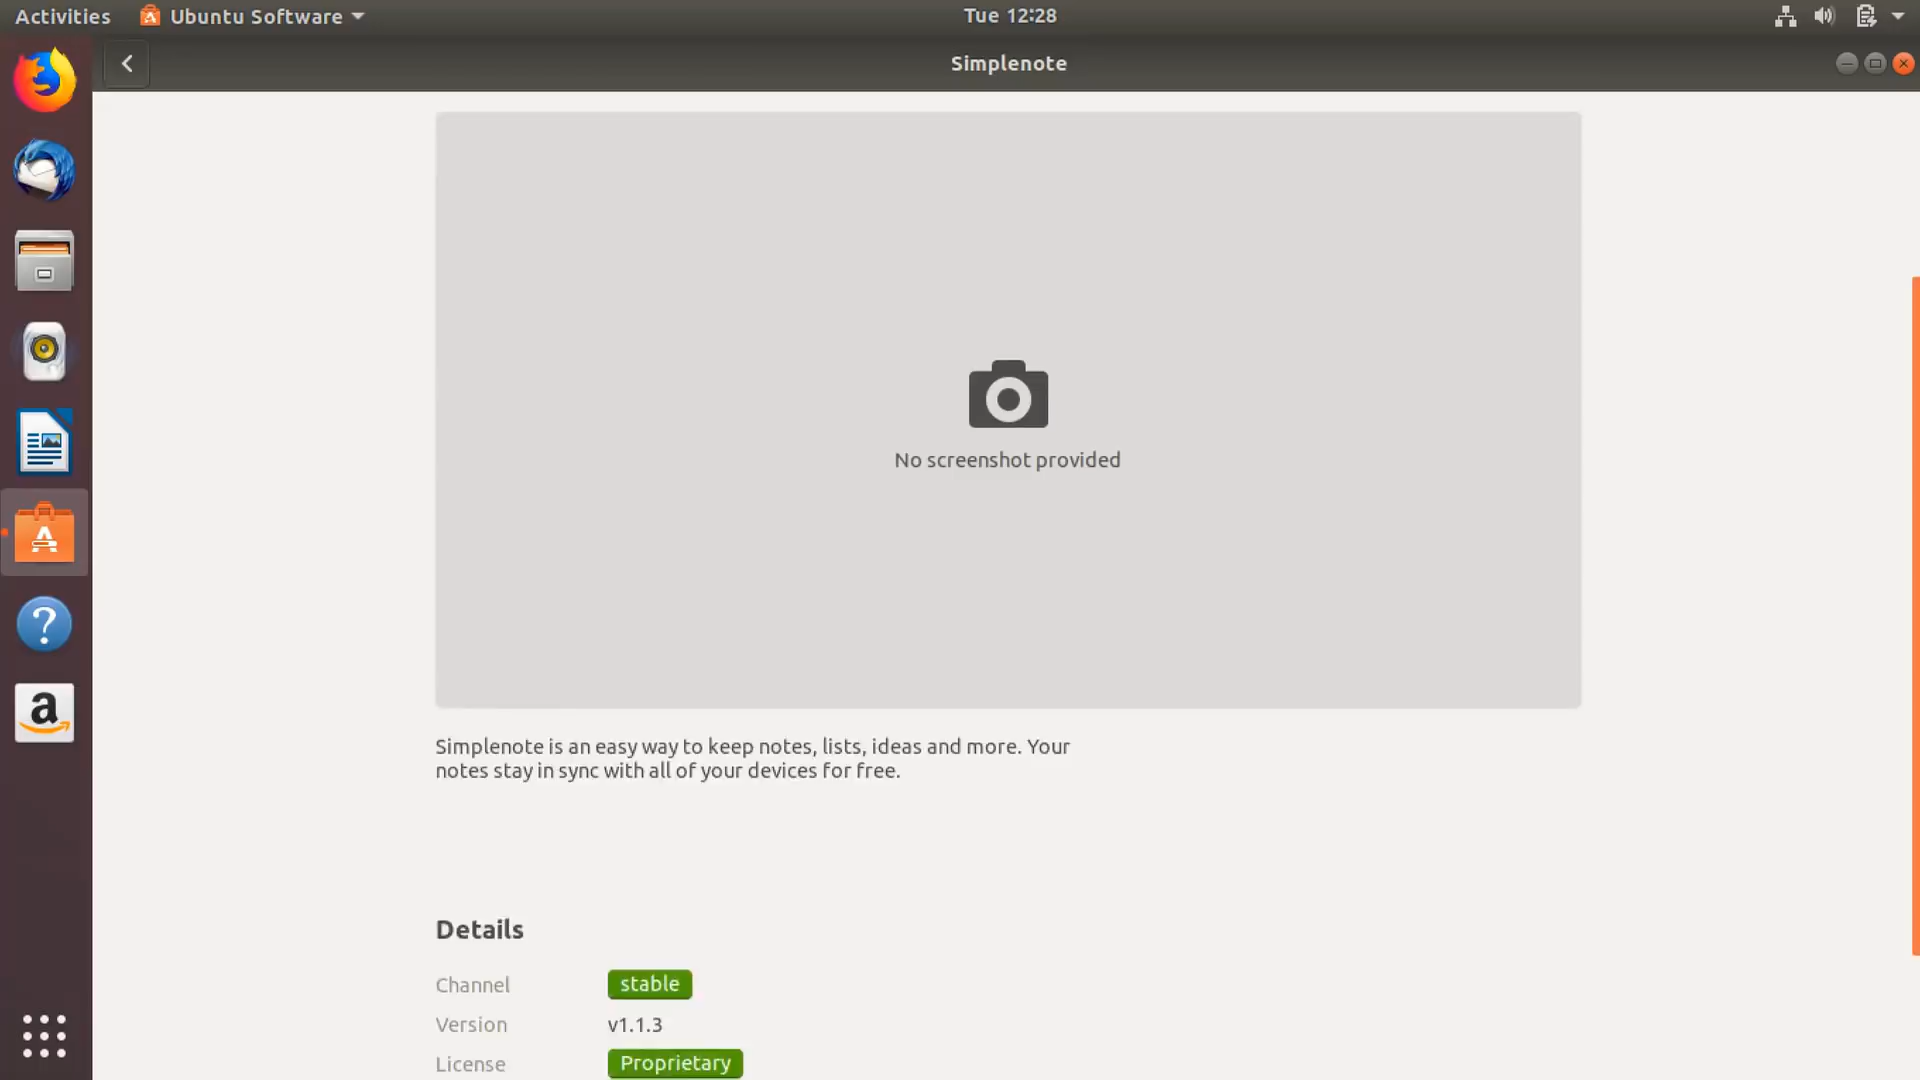 Activities
Ubuntu Software
Tue 12:28
Simplenote
No screenshot provided
Simplenote is an easy way to keep notes, lists, ideas and more. Your
notes stay in sync with all of your devices for free.
Details
Channel stable
Version v1.1.3
License Proprietary